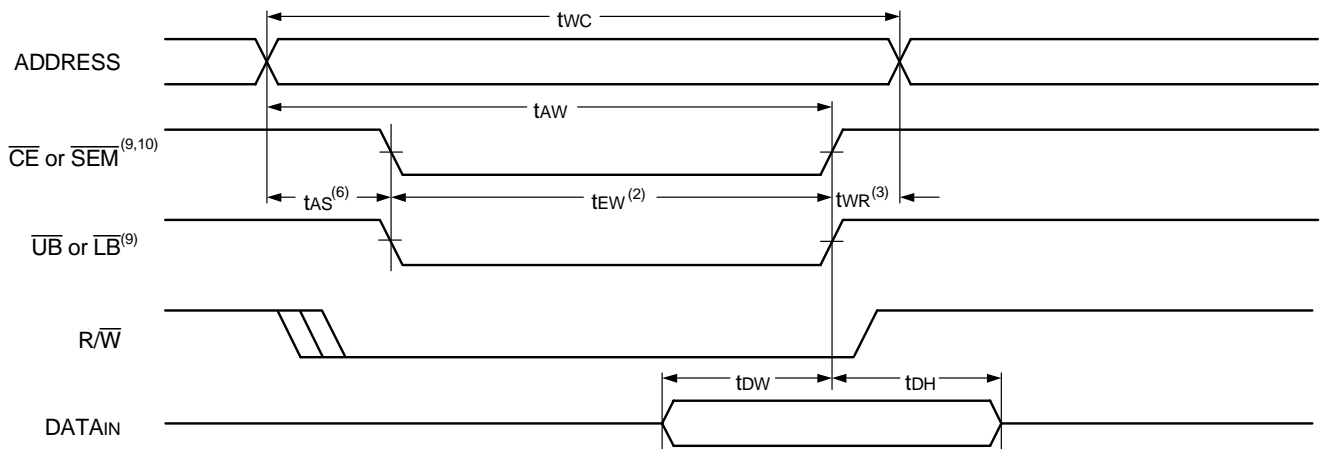 tWC
ADDRESS
tAW
CE or SEM(9,10)
tAS(6)
tEW(2)
tWR(3)
UB or LB(9)
R/W
tDW
tDH
DATAIN